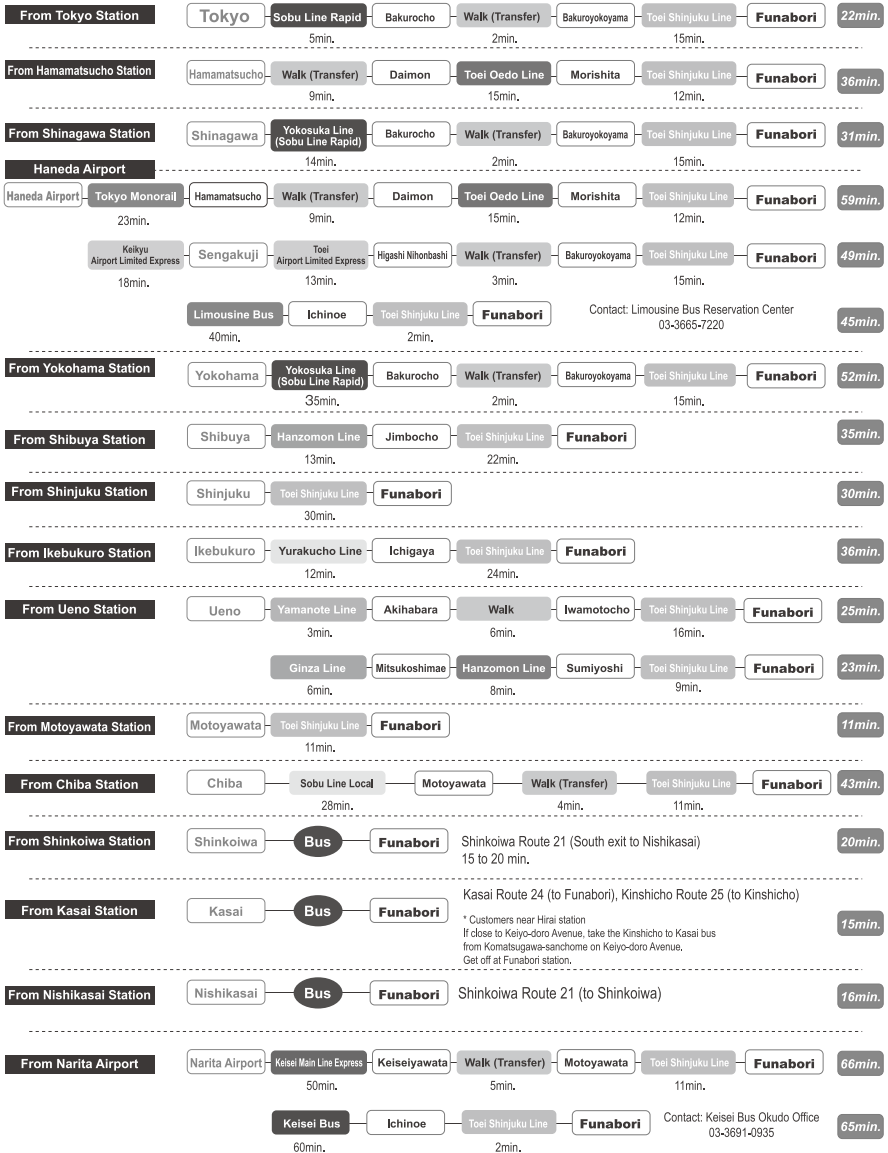 From Tokyo Station Tokyo Sobu Line Rapid Bakurocho Walk (Transfer) Bakuroyokoyama Toei Shinjuku Line Funabori 22min.
5min. 2min. 15min.
From Hamamatsucho Station Hamamatsucho Walk (Transfer) Daimon Toei Oedo Line Morishita Toei Shinjuku Line Funabori 36min.
9min. 15min. 12min.
From Shinagawa Station Shinagawa Yokosuka Line (Sobu Line Rapid) Bakurocho Walk (Transfer) Bakuroyokoyama Toei Shinjuku Line Funabori 31min.
14min. 2min. 15min.
Haneda Airport
Haneda Airport Tokyo Monorail Hamamatsucho Walk (Transfer) Daimon Toei Oedo Line Morishita Toei Shinjuku Line Funabori 59min.
23min. 9min. 15min. 12min.
Keikyu Airport Limited Express Sengakuji Toei Airport Limited Express Higashi Nihonbashi Walk (Transfer) Bakuroyokoyama Toei Shinjuku Line Funabori 49min.
18min. 13min. 3min. 15min.
Limousine Bus Ichinoe Toei Shinjuku Line Funabori Contact: Limousine Bus Reservation Center
03-3665-7220 45min.
40min. 2min.
From Yokohama Station Yokohama Yokosuka Line (Sobu Line Rapid) Bakurocho Walk (Transfer) Bakuroyokoyama Toei Shinjuku Line Funabori 52min.
35min. 2min. 15min.
From Shibuya Station Shibuya Hanzomon Line Jimbocho Toei Shinjuku Line Funabori 35min.
13min. 22min.
From Shinjuku Station Shinjuku Toei Shinjuku Line Funabori 30min.
30min.
From Ikebukuro Station Ikebukuro Yurakucho Line Ichigaya Toei Shinjuku Line Funabori 36min.
12min. 24min.
From Ueno Station Ueno Yamanote Line Akihabara Walk Iwamotocho Toei Shinjuku Line Funabori 25min.
3min. 6min. 16min.
Ginza Line Mitsukoshimae Hanzomon Line Sumiyoshi Toei Shinjuku Line Funabori 23min.
6min. 8min. 9min.
From Motoyawata Station Motoyawata Toei Shinjuku Line Funabori 11min.
11min.
From Chiba Station Chiba Sobu Line Local Motoyawata Walk (Transfer) Toei Shinjuku Line Funabori 43min.
28min. 4min. 11min.
From Shinkoiwa Station Shinkoiwa Bus Funabori Shinkoiwa Route 21 (South exit to Nishikasai) 20min.
15 to 20 min.
Kasai Route 24 (to Funabori), Kinshicho Route 25 (to Kinshicho)
From Kasai Station Kasai Bus Funabori 15min.
* Customers near Hirai station
If close to Keiyo-doro Avenue, take the Kinshicho to Kasai bus
from Komatsugawa-sanchome on Keiyo-doro Avenue.
Get off at Funabori station.
From Nishikasai Station Nishikasai Bus Funabori Shinkoiwa Route 21 (to Shinkoiwa) 16min.
From Narita Airport Narita Airport Keisei Main Line Express Keiseiyawata Walk (Transfer) Motoyawata Toei Shinjuku Line Funabori 66min.
50min. 5min. 11min.
Keisei Bus Ichinoe Toei Shinjuku Line Funabori Contact: Keisei Bus Okudo Office
03-3691-0935 65min.
60min. 2min.